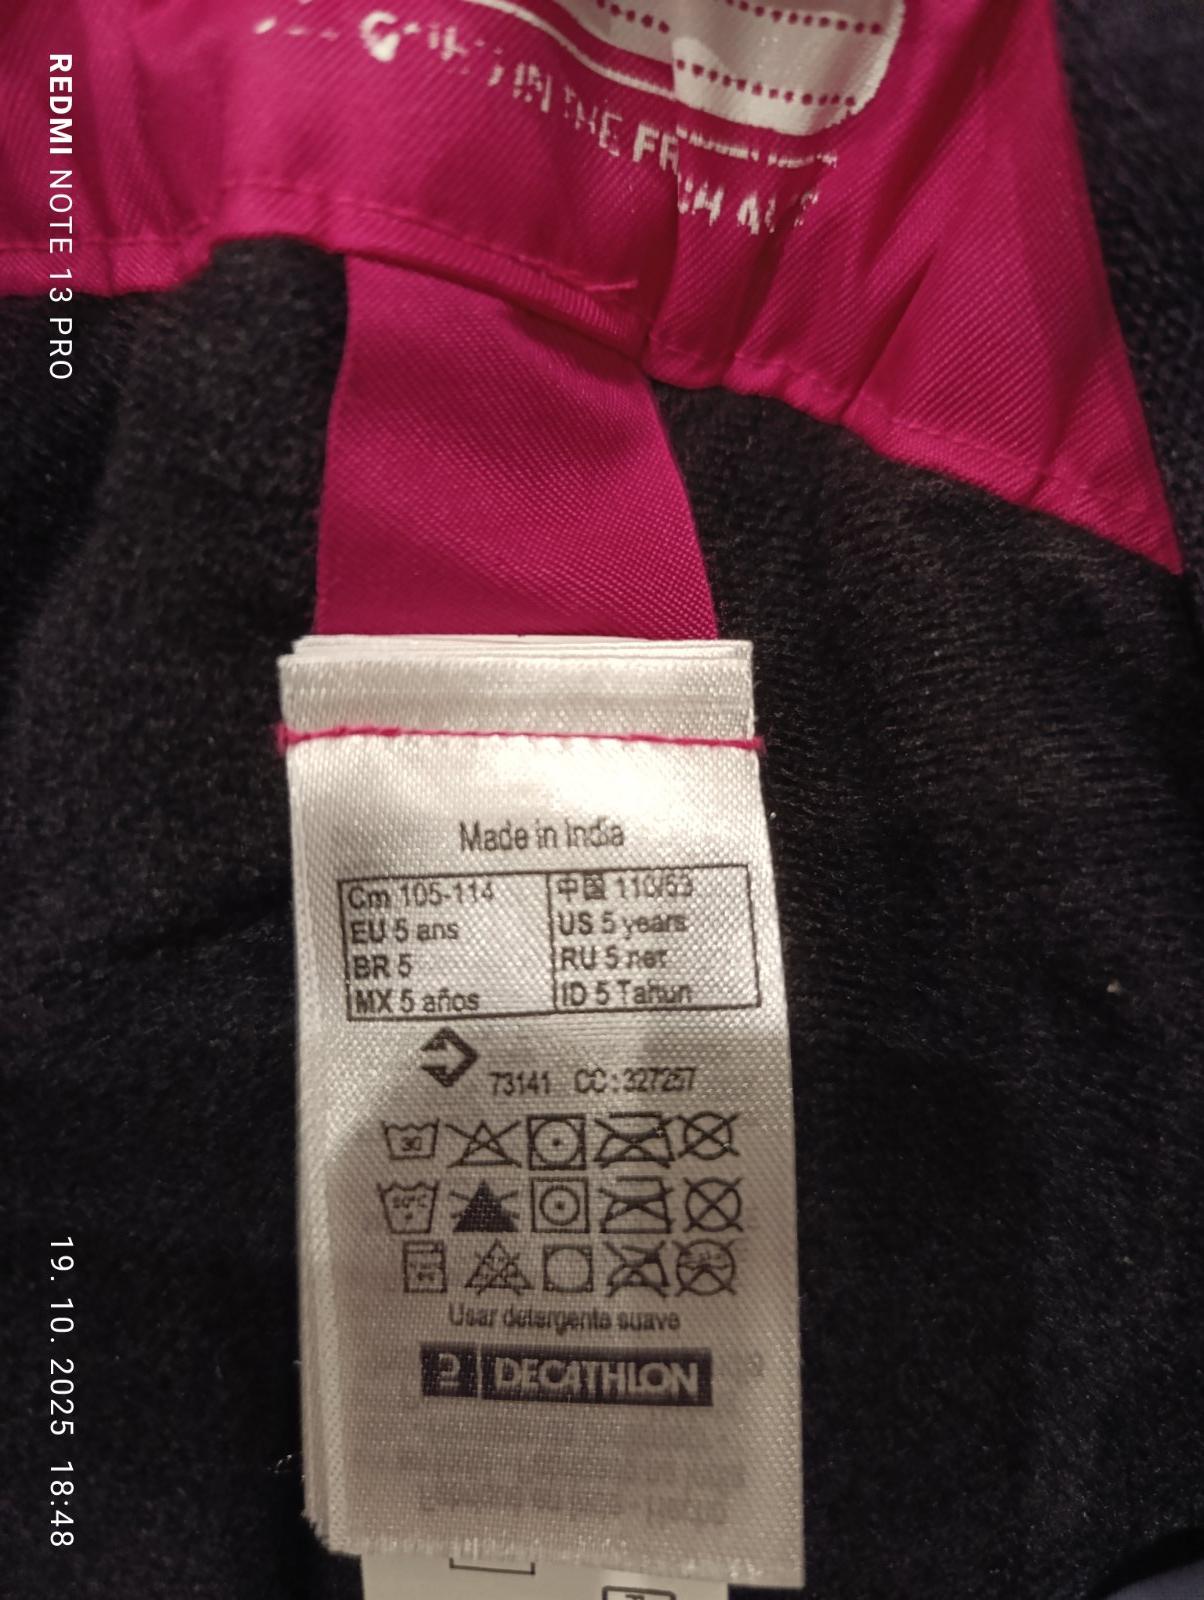 IN THE FR
Made in India
Cm 105-114
EU 5 ans
BR 5
MX 5 años
中国 110/53
US 5 years
RU 5 лет
ID 5 Tahun
73141 CC:327257
30
Usar detergente suave
DECATHLON
REDMI NOTE 13 PRO
19. 10. 2025 18:48